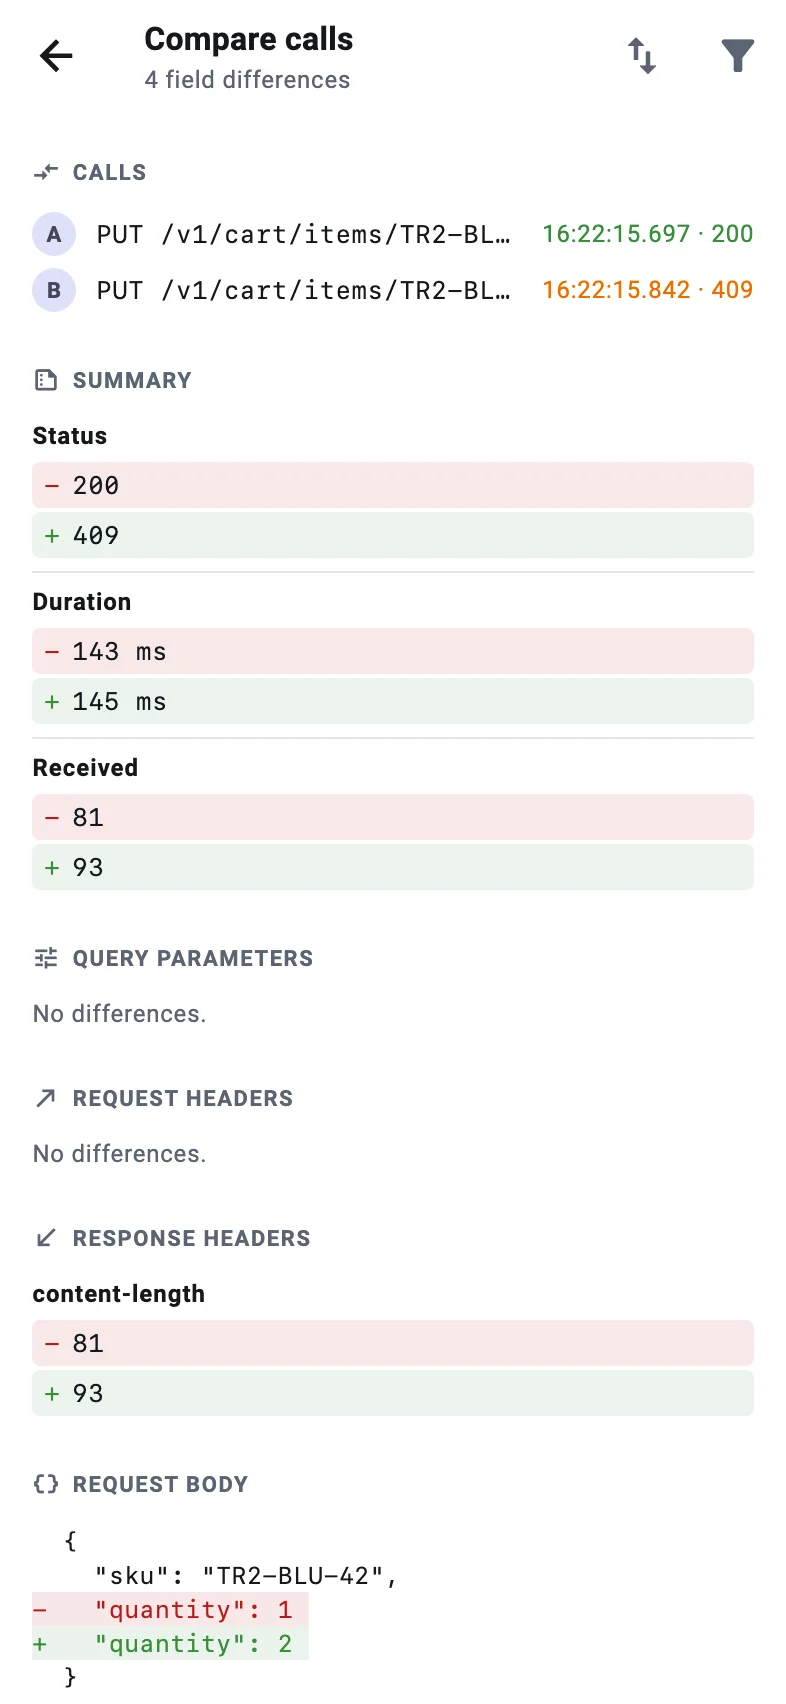 Compare calls
4 field differences
CALLS
A PUT /v1/cart/items/TR2-BL… 16:22:15.697 · 200
B PUT /v1/cart/items/TR2-BL… 16:22:15.842 · 409
SUMMARY
Status
- 200
+ 409
Duration
- 143 ms
+ 145 ms
Received
- 81
+ 93
QUERY PARAMETERS
No differences.
REQUEST HEADERS
No differences.
RESPONSE HEADERS
content-length
- 81
+ 93
{} REQUEST BODY
{
"sku": "TR2-BLU-42",
- "quantity": 1
+ "quantity": 2
}